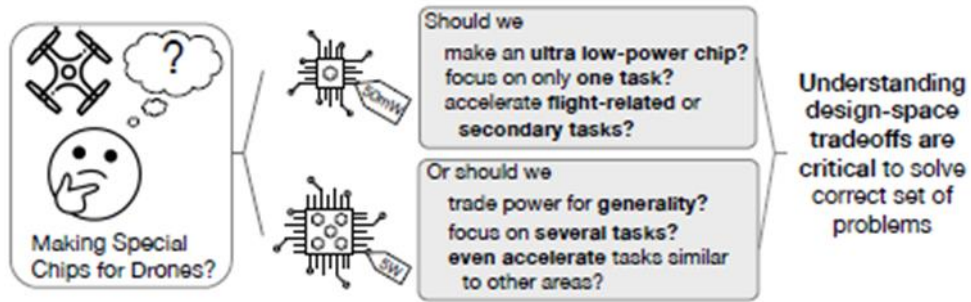 ?
Making Special
Chips for Drones?
50mW
Should we
make an ultra low-power chip?
focus on only one task?
accelerate flight-related or
secondary tasks?
5W
Or should we
trade power for generality?
focus on several tasks?
even accelerate tasks similar
to other areas?
Understanding
design-space
tradeoffs are
critical to solve
correct set of
problems